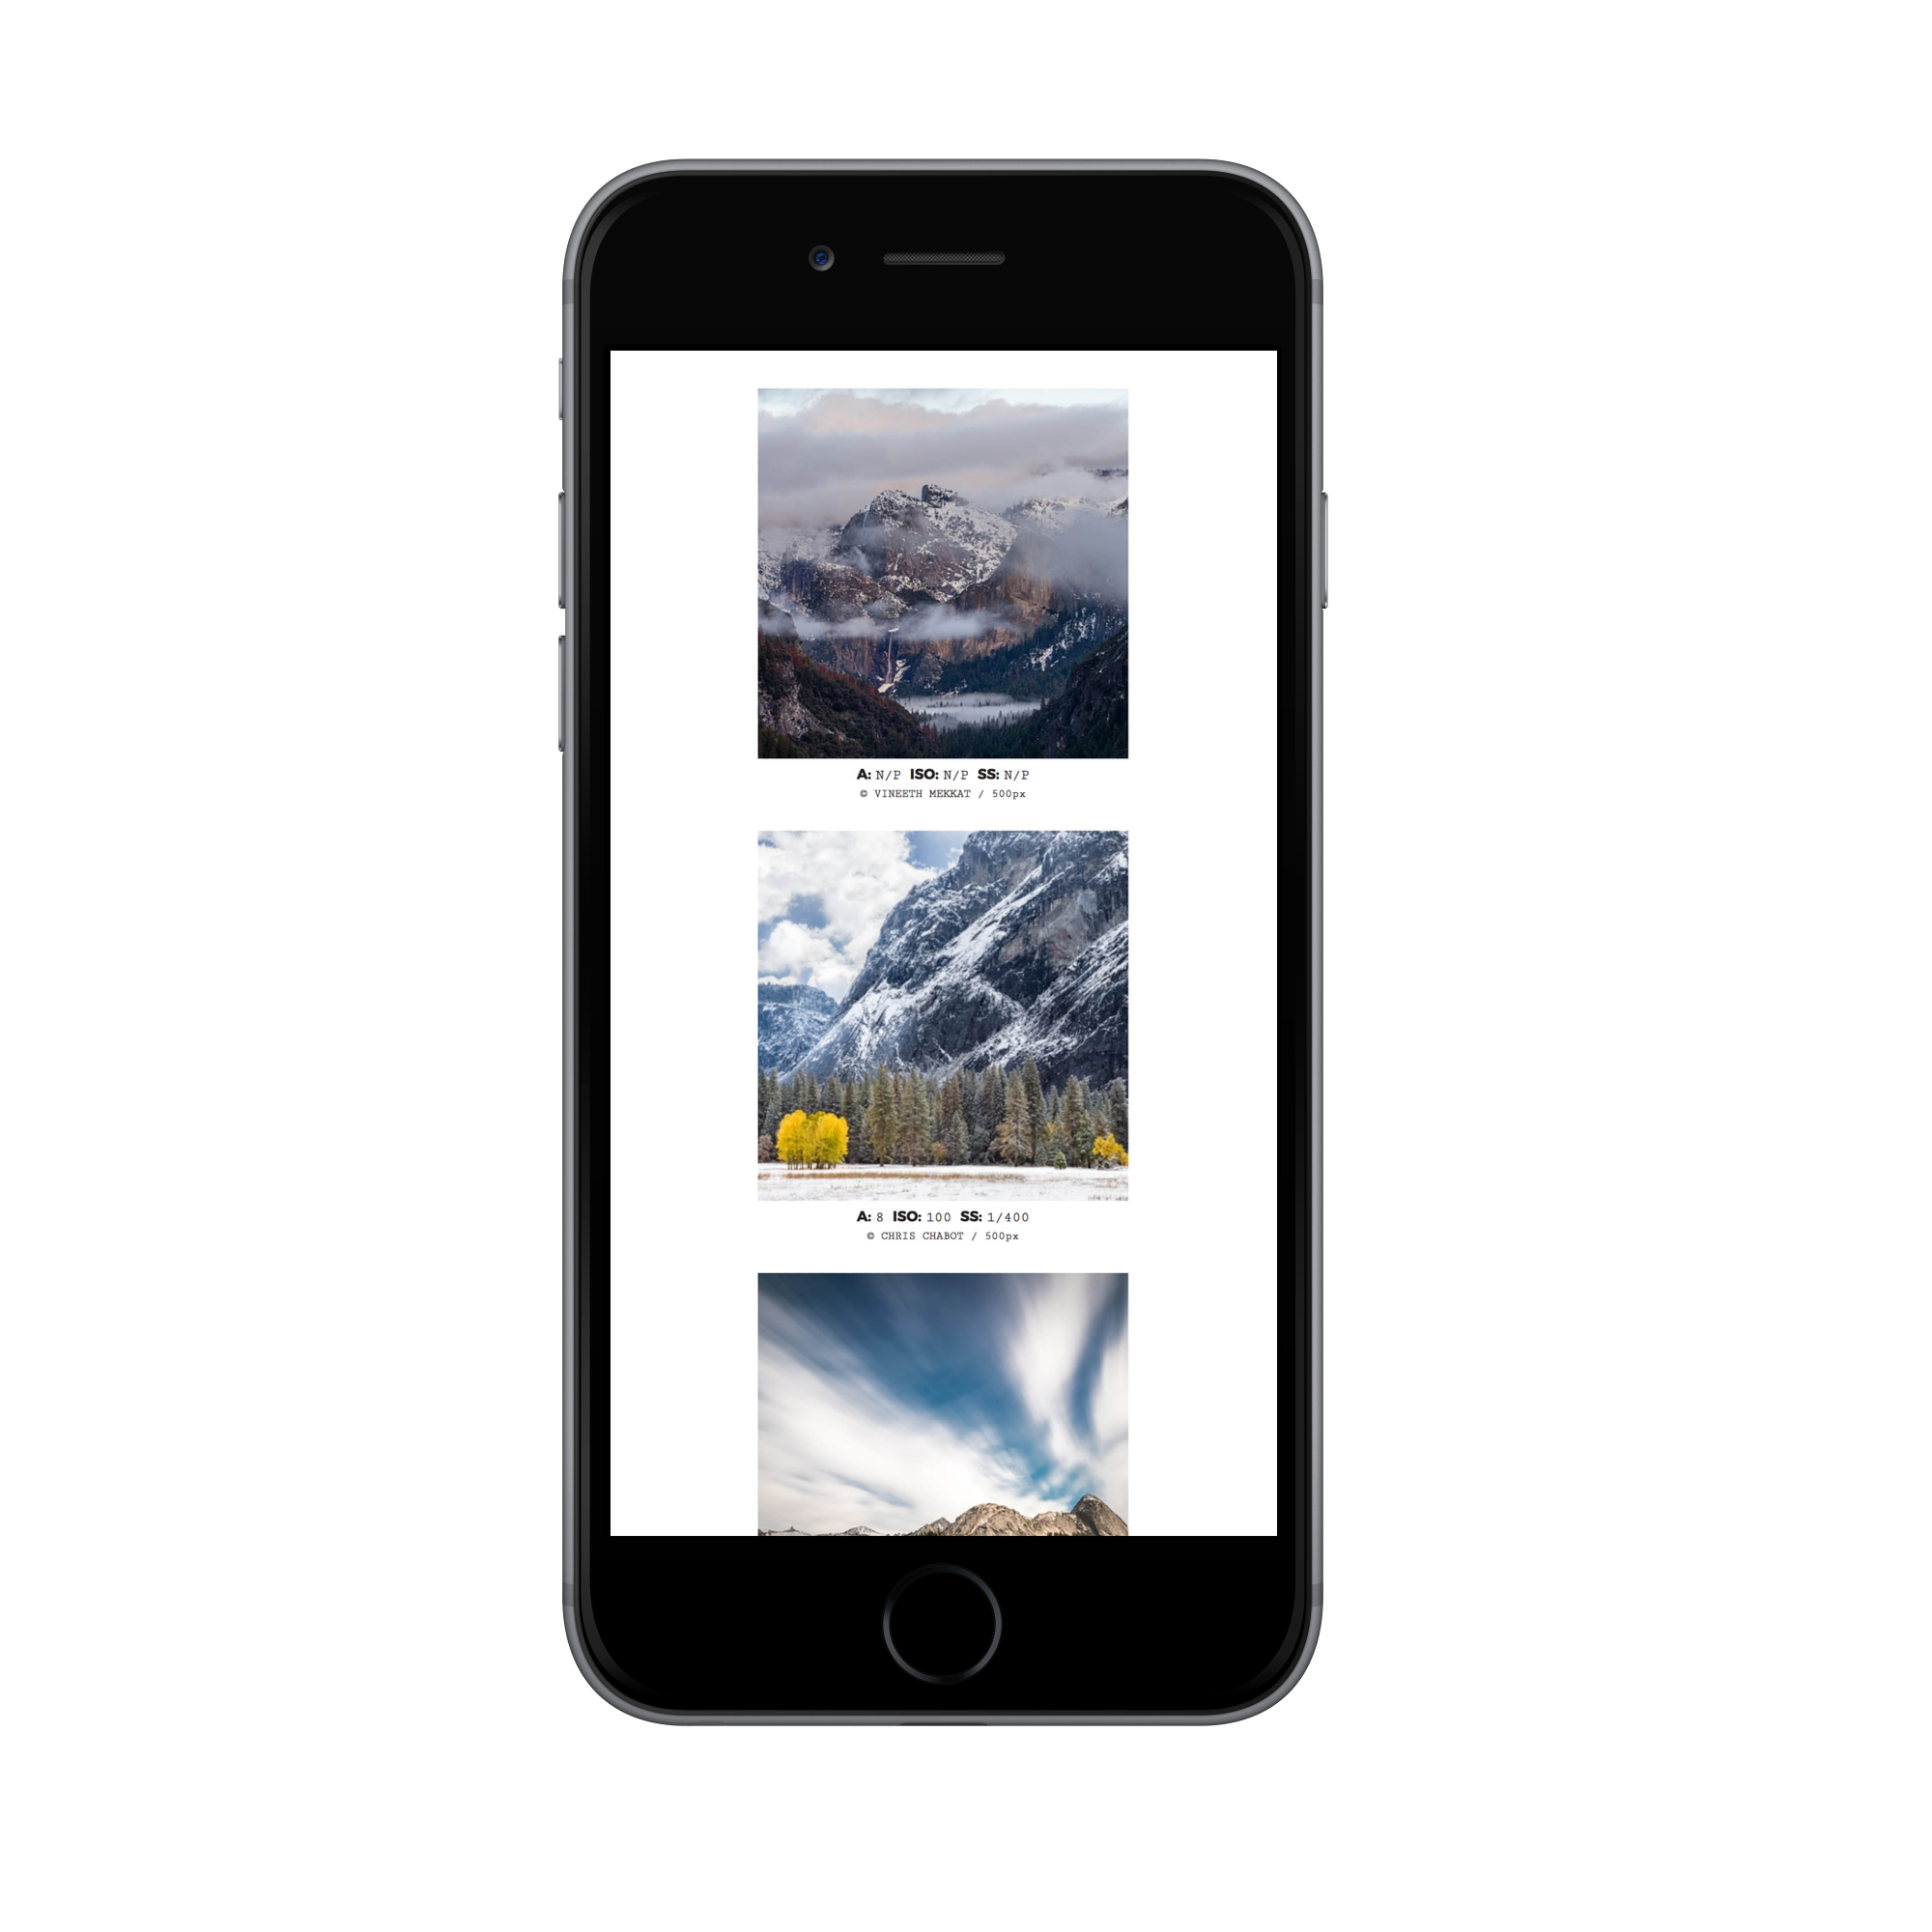 A: N/P ISO: N/P SS: N/P
© VINEETH MEKKAT / 500px
A: 8 ISO: 100 SS: 1/400
© CHRIS CHABOT / 500px